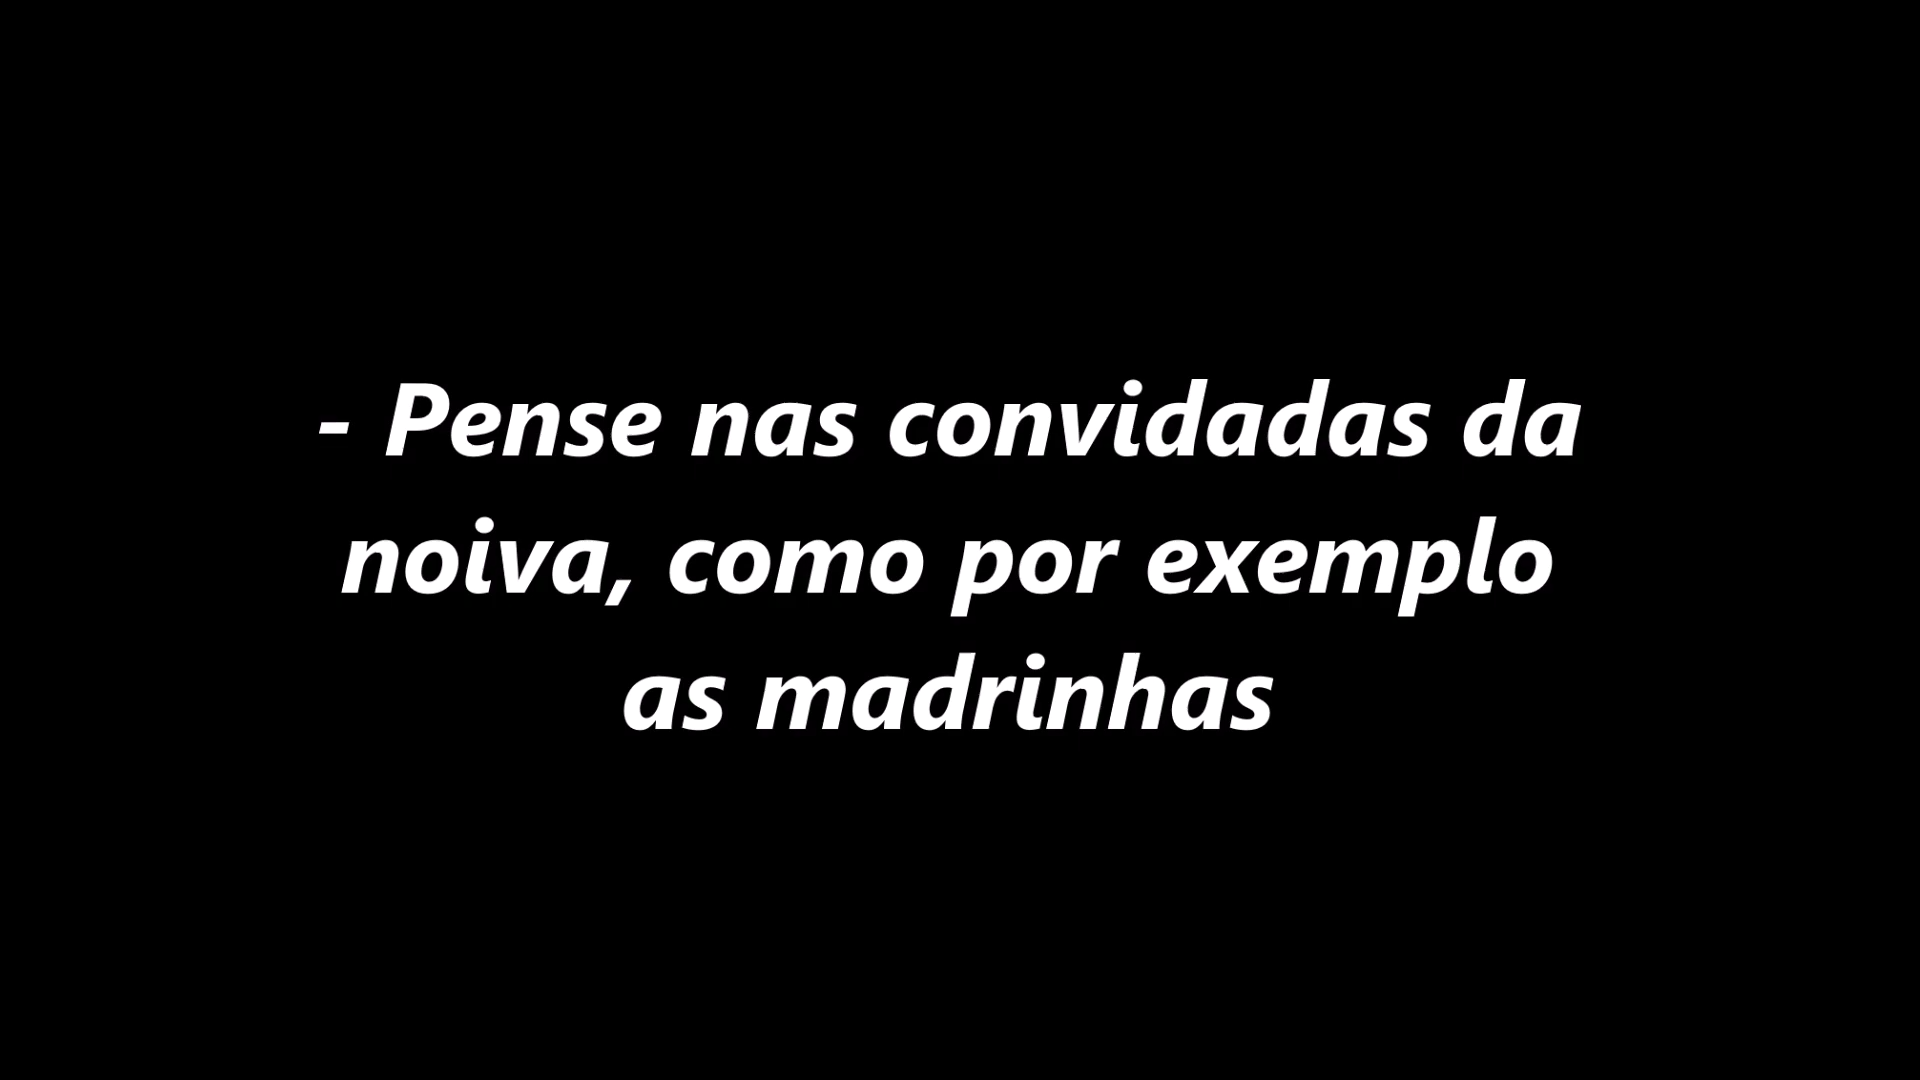 - Pense nas convidadas da
noiva, como por exemplo
as madrinhas